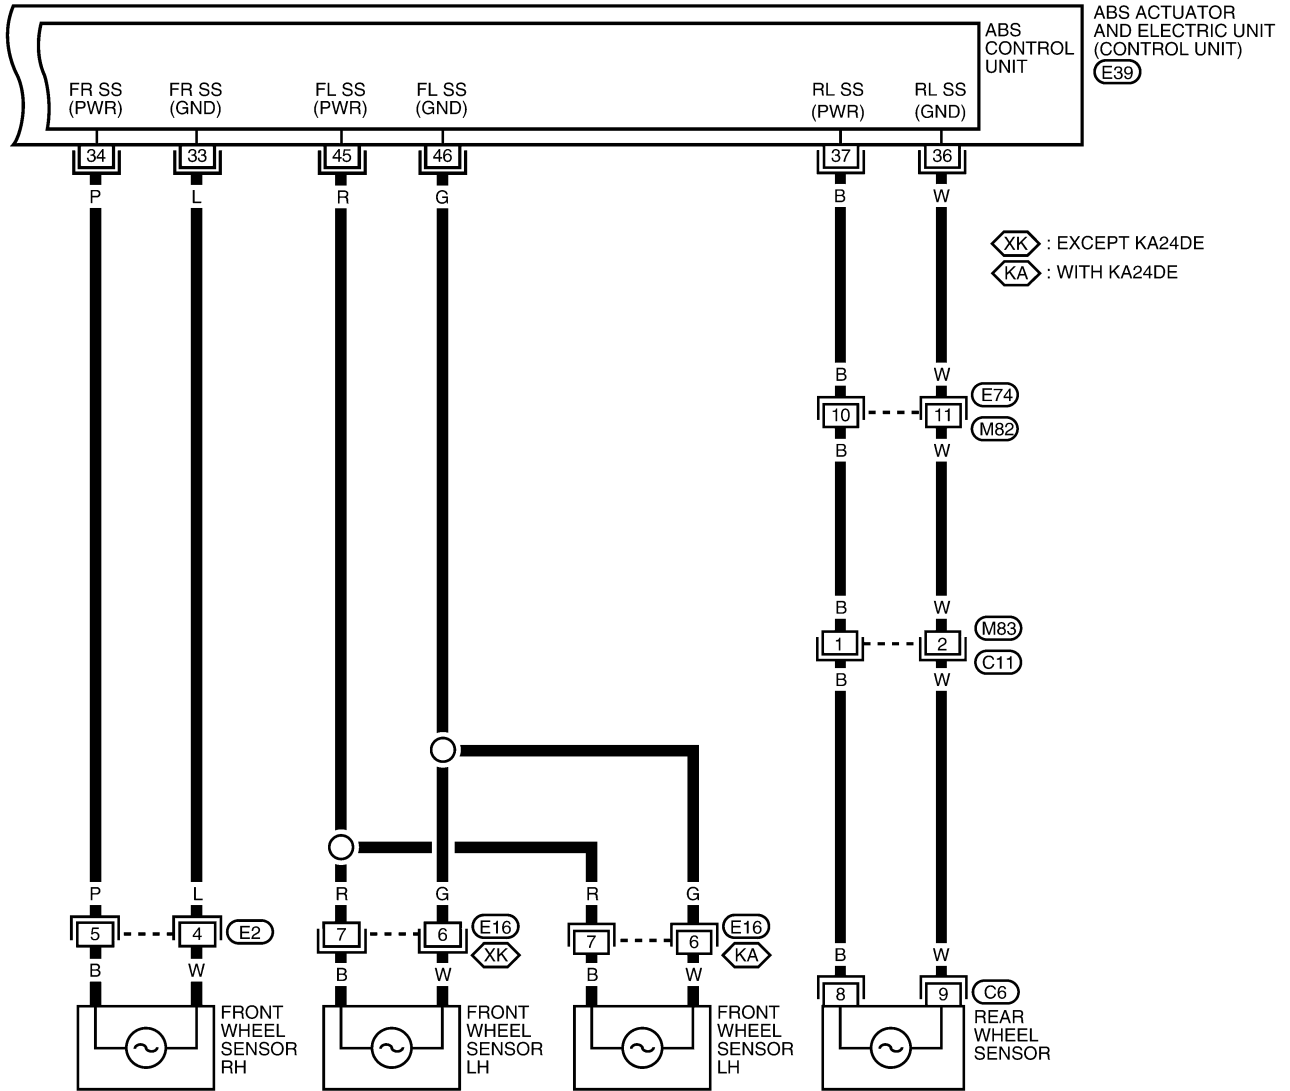 ABS ACTUATOR
AND ELECTRIC UNIT
(CONTROL UNIT)
E39
ABS
CONTROL
UNIT
FR SS
(PWR)
FR SS
(GND)
FL SS
(PWR)
FL SS
(GND)
RL SS
(PWR)
RL SS
(GND)
34
33
45
46
37
36
P
L
R
G
B
W
XK : EXCEPT KA24DE
KA : WITH KA24DE
B
W
E74
10
11
M82
B
W
B
W
M83
1
2
C11
B
W
P
L
R
G
R
G
B
W
5
4
E2
7
6
E16
XK
7
6
E16
KA
B
W
B
W
B
W
8
9
C6
FRONT
WHEEL
SENSOR
RH
FRONT
WHEEL
SENSOR
LH
FRONT
WHEEL
SENSOR
LH
REAR
WHEEL
SENSOR